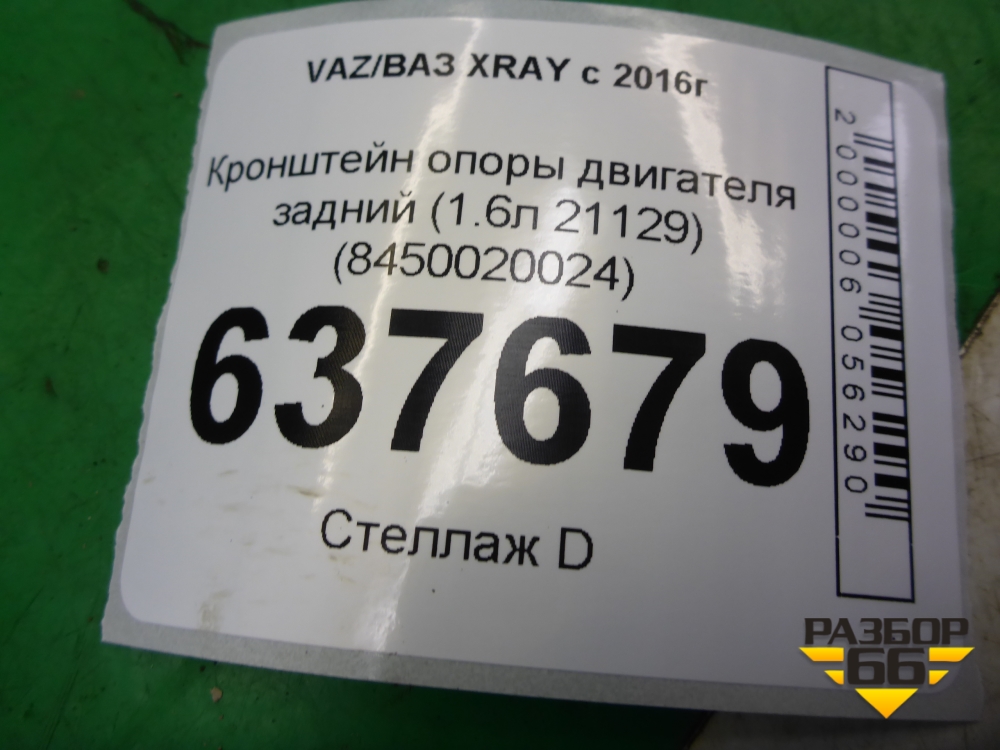 VAZ/ВАЗ XRAY с 2016г
Кронштейн опоры двигателя
задний (1.6л 21129)
(8450020024)
637679
Стеллаж D
2000006056290
РАЗБОР
66